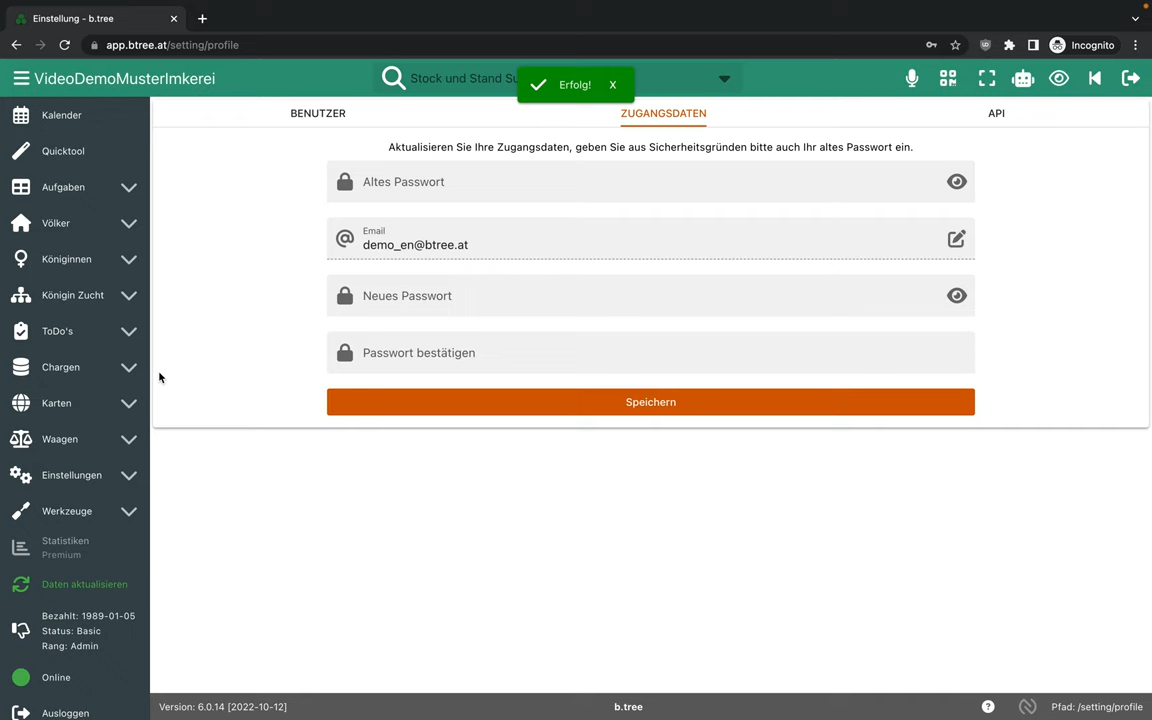 Einstellung - b.tree
app.btree.at/setting/profile
Incognito
VideoDemoMusterImkerei
Stock und Stand Su
Erfolg!
X
Kalender
Quicktool
Aufgaben
Völker
Königinnen
Königin Zucht
ToDo's
Chargen
Karten
Waagen
Einstellungen
Werkzeuge
Statistiken
Premium
Daten aktualisieren
Bezahlt: 1989-01-05
Status: Basic
Rang: Admin
Online
Ausloggen
BENUTZER
ZUGANGSDATEN
API
Aktualisieren Sie Ihre Zugangsdaten, geben Sie aus Sicherheitsgründen bitte auch Ihr altes Passwort ein.
Altes Passwort
Email
demo_en@btree.at
Neues Passwort
Passwort bestätigen
Speichern
Version: 6.0.14 [2022-10-12]
b.tree
Pfad: /setting/profile